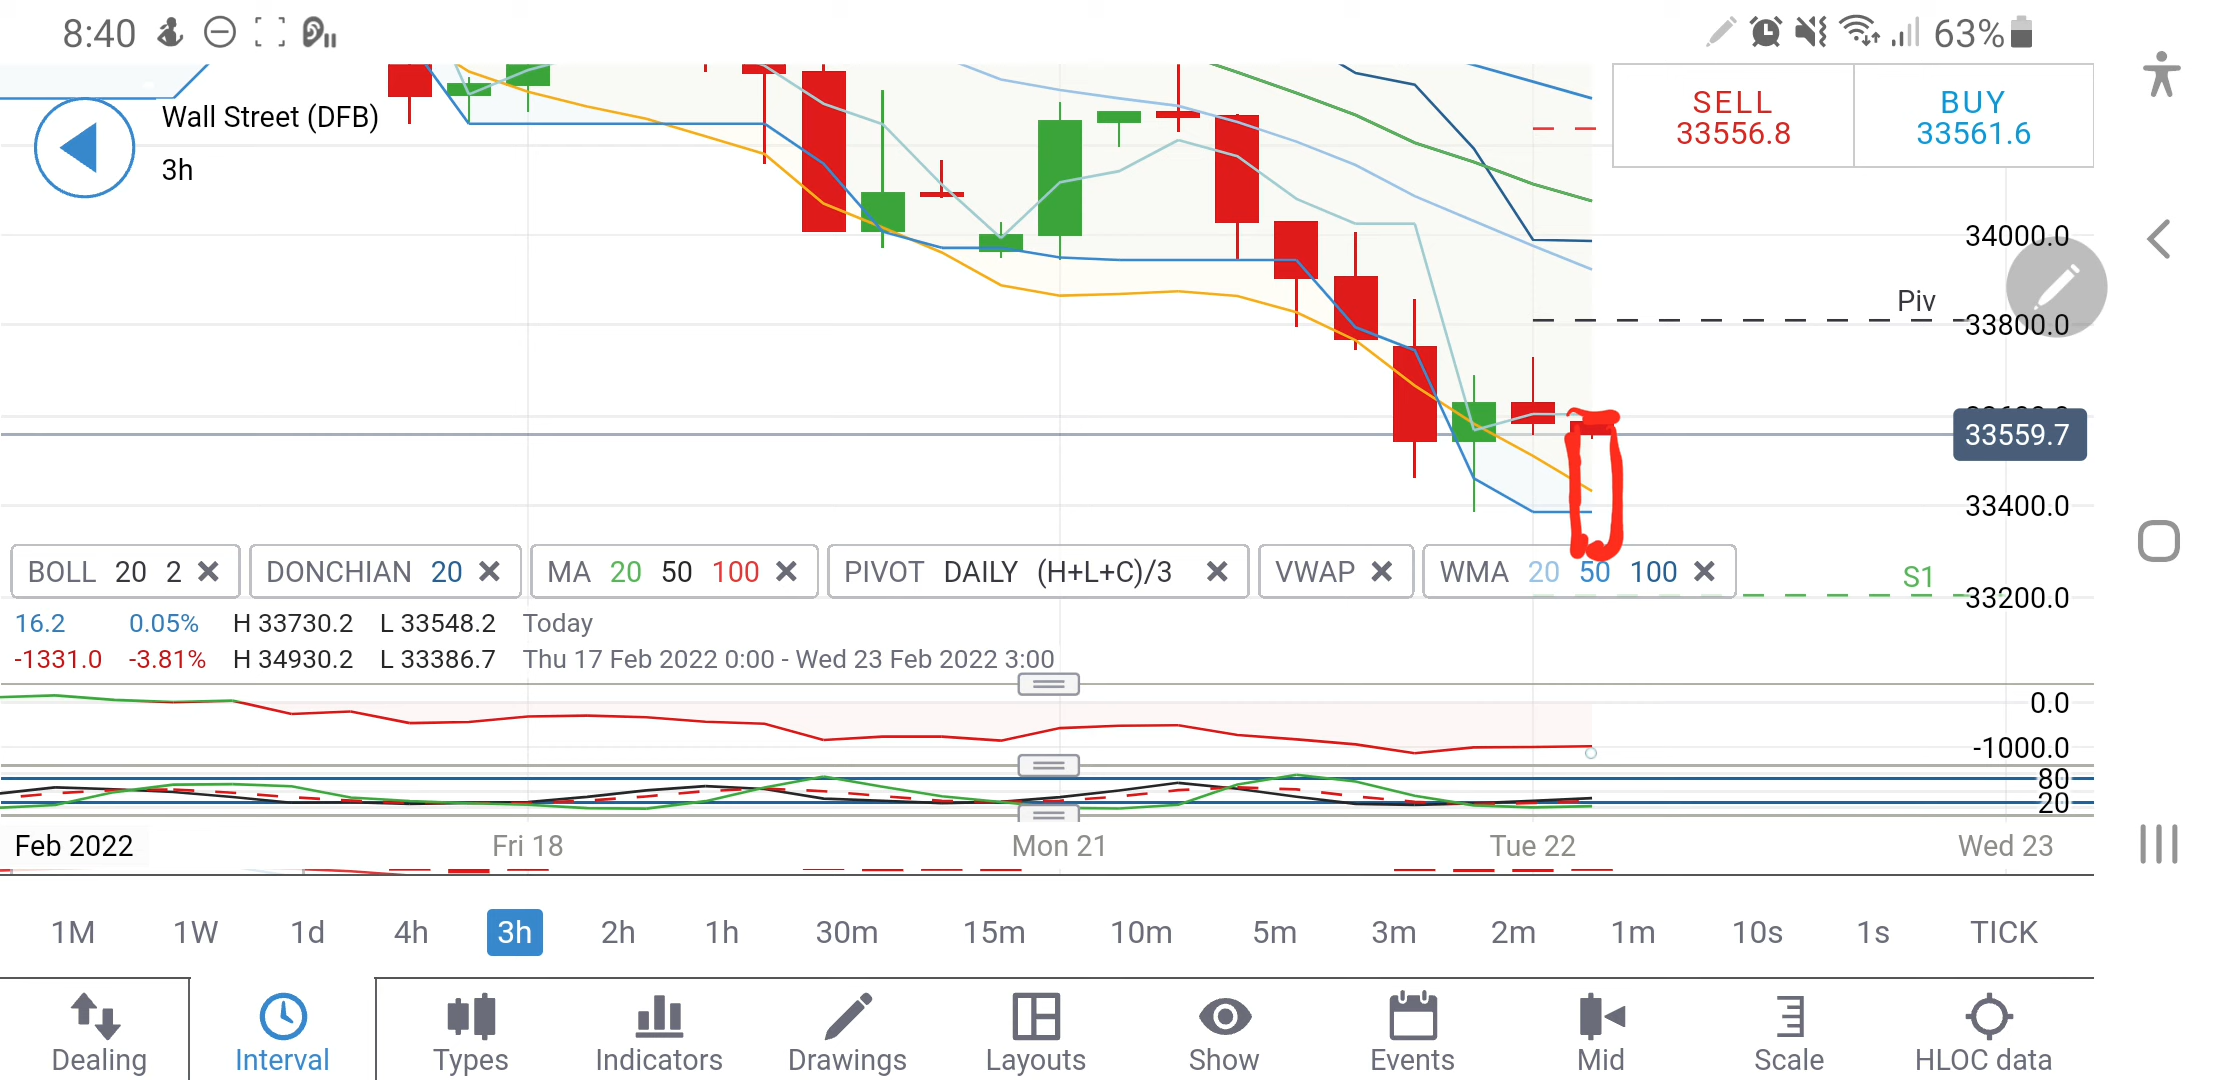 8:40
63%
Wall Street (DFB)
3h
SELL
33556.8
BUY
33561.6
34000.0
Piv
33800.0
33559.7
33400.0
BOLL 20 2
DONCHIAN 20
MA 20 50 100
PIVOT DAILY (H+L+C)/3
VWAP
WMA 20 50 100
S1
33200.0
16.2 0.05% H 33730.2 L 33548.2 Today
-1331.0 -3.81% H 34930.2 L 33386.7 Thu 17 Feb 2022 0:00 - Wed 23 Feb 2022 3:00
0.0
-1000.0
80
20
Feb 2022 Fri 18 Mon 21 Tue 22 Wed 23
1M 1W 1d 4h 3h 2h 1h 30m 15m 10m 5m 3m 2m 1m 10s 1s TICK
Dealing Interval Types Indicators Drawings Layouts Show Events Mid Scale HLOC data